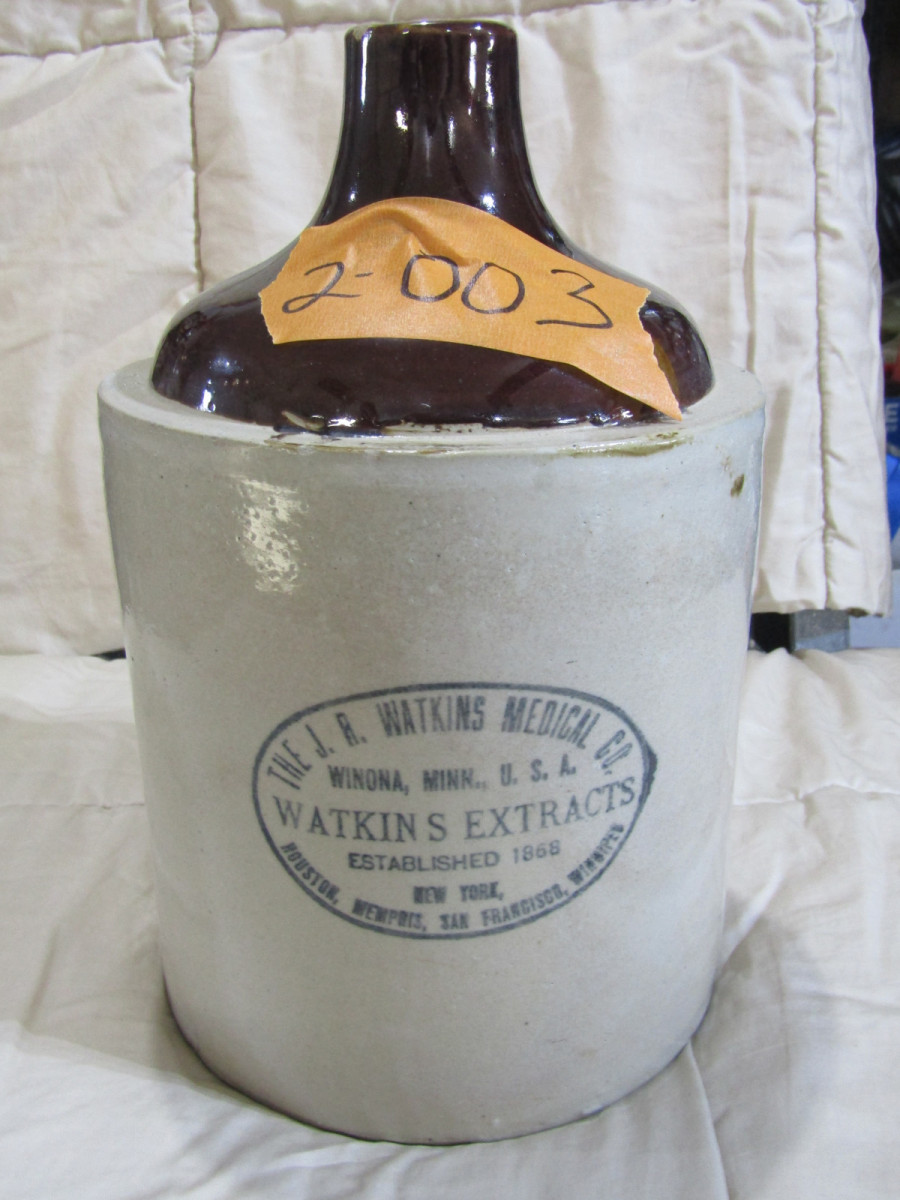 2-003
THE J. R. WATKINS MEDICAL CO.
WINONA, MINN., U. S. A.
WATKINS EXTRACTS
ESTABLISHED 1868
NEW YORK,
HOUSTON, MEMPHIS, SAN FRANCISCO, WINNIPEG